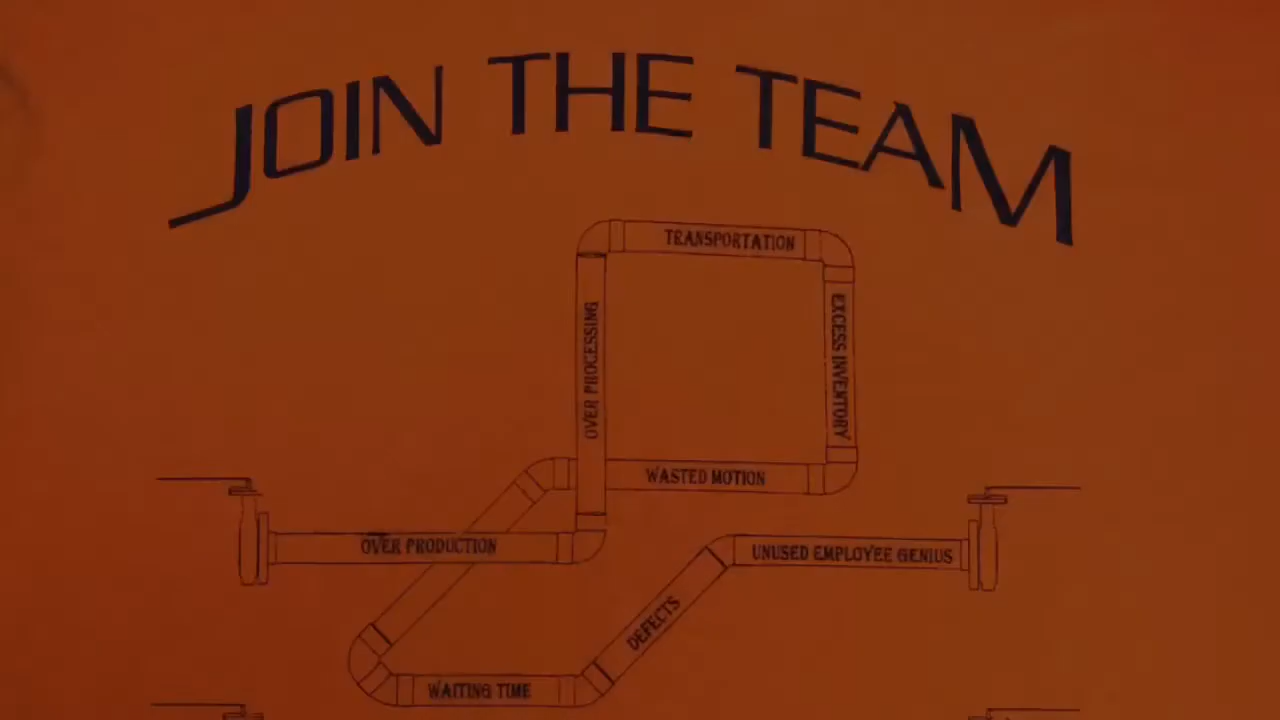 JOIN THE TEAM
TRANSPORTATION
OVER PROCESSING
EXCESS INVENTORY
WASTED MOTION
OVER PRODUCTION
UNUSED EMPLOYEE GENIUS
DEFECTS
WAITING TIME